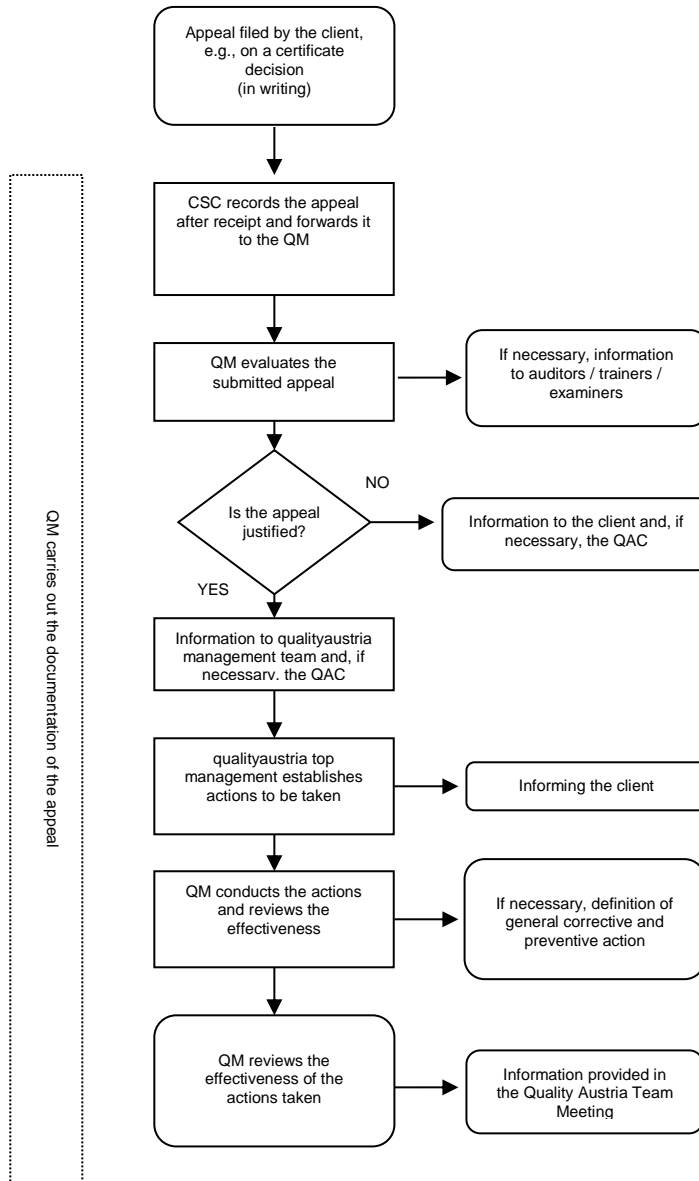 Appeal filed by the client,
e.g., on a certificate
decision
(in writing)
CSC records the appeal
after receipt and forwards it
to the QM
QM evaluates the
submitted appeal
If necessary, information
to auditors / trainers /
examiners
Is the appeal
justified?
NO
Information to the client and, if
necessary, the QAC
YES
Information to qualityaustria
management team and, if
necessary, the QAC
qualityaustria top
management establishes
actions to be taken
Informing the client
QM conducts the actions
and reviews the
effectiveness
If necessary, definition of
general corrective and
preventive action
QM reviews the
effectiveness of the
actions taken
Information provided in
the Quality Austria Team
Meeting
QM carries out the documentation of the appeal